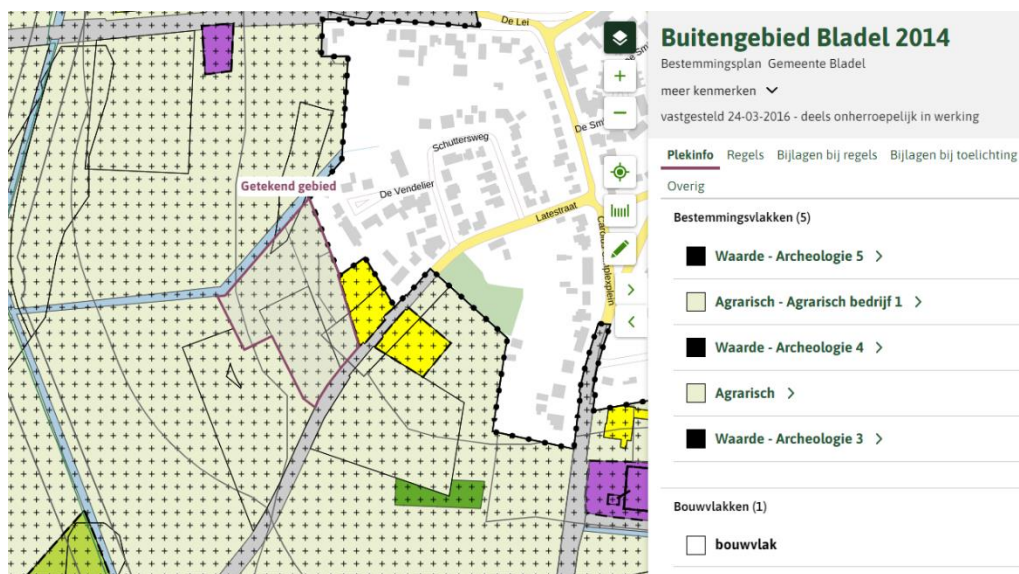 De Lei
De Sm
Schuttersweg
De Vendelier
Latestraat
Getekend gebied
Buitengebied Bladel 2014
Bestemmingsplan Gemeente Bladel
meer kenmerken
vastgesteld 24-03-2016 - deels onherroepelijk in werking
Plekinfo Regels Bijlagen bij regels Bijlagen bij toelichting
Overig
Bestemmingsvlakken (5)
Waarde - Archeologie 5
Agrarisch - Agrarisch bedrijf 1
Waarde - Archeologie 4
Agrarisch
Waarde - Archeologie 3
Bouwvlakken (1)
bouwvlak